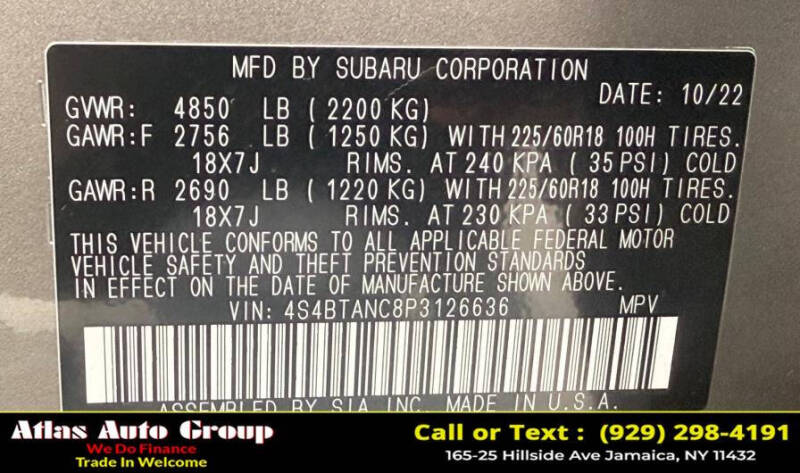 MFD BY SUBARU CORPORATION
DATE: 10/22
GVWR: 4850 LB (2200 KG)
GAWR:F 2756 LB (1250 KG) WITH 225/60R18 100H TIRES.
18X7J RIMS. AT 240 KPA (35 PSI) COLD
GAWR:R 2690 LB (1220 KG) WITH 225/60R18 100H TIRES.
18X7J RIMS. AT 230 KPA (33 PSI) COLD
THIS VEHICLE CONFORMS TO ALL APPLICABLE FEDERAL MOTOR
VEHICLE SAFETY AND THEFT PREVENTION STANDARDS
IN EFFECT ON THE DATE OF MANUFACTURE SHOWN ABOVE.
VIN: 4S4BTANC8P3126636 MPV
ASSEMBLED BY SIA INC. MADE IN U.S.A.
Atlas Auto Group
We Do Finance
Trade In Welcome
Call or Text : (929) 298-4191
165-25 Hillside Ave Jamaica, NY 11432